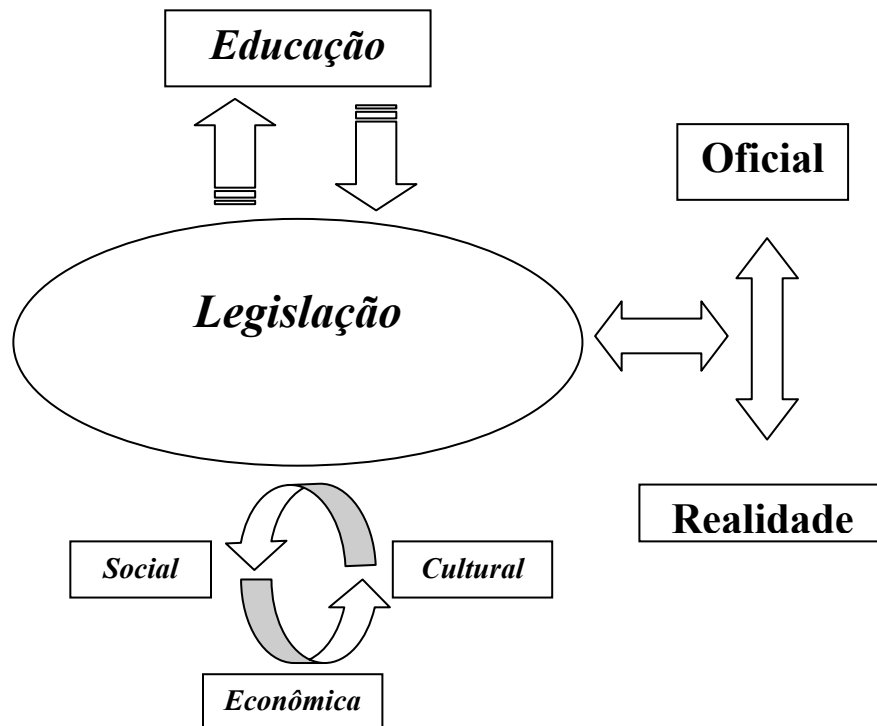 Educação
Oficial
Legislação
Realidade
Social
Cultural
Econômica